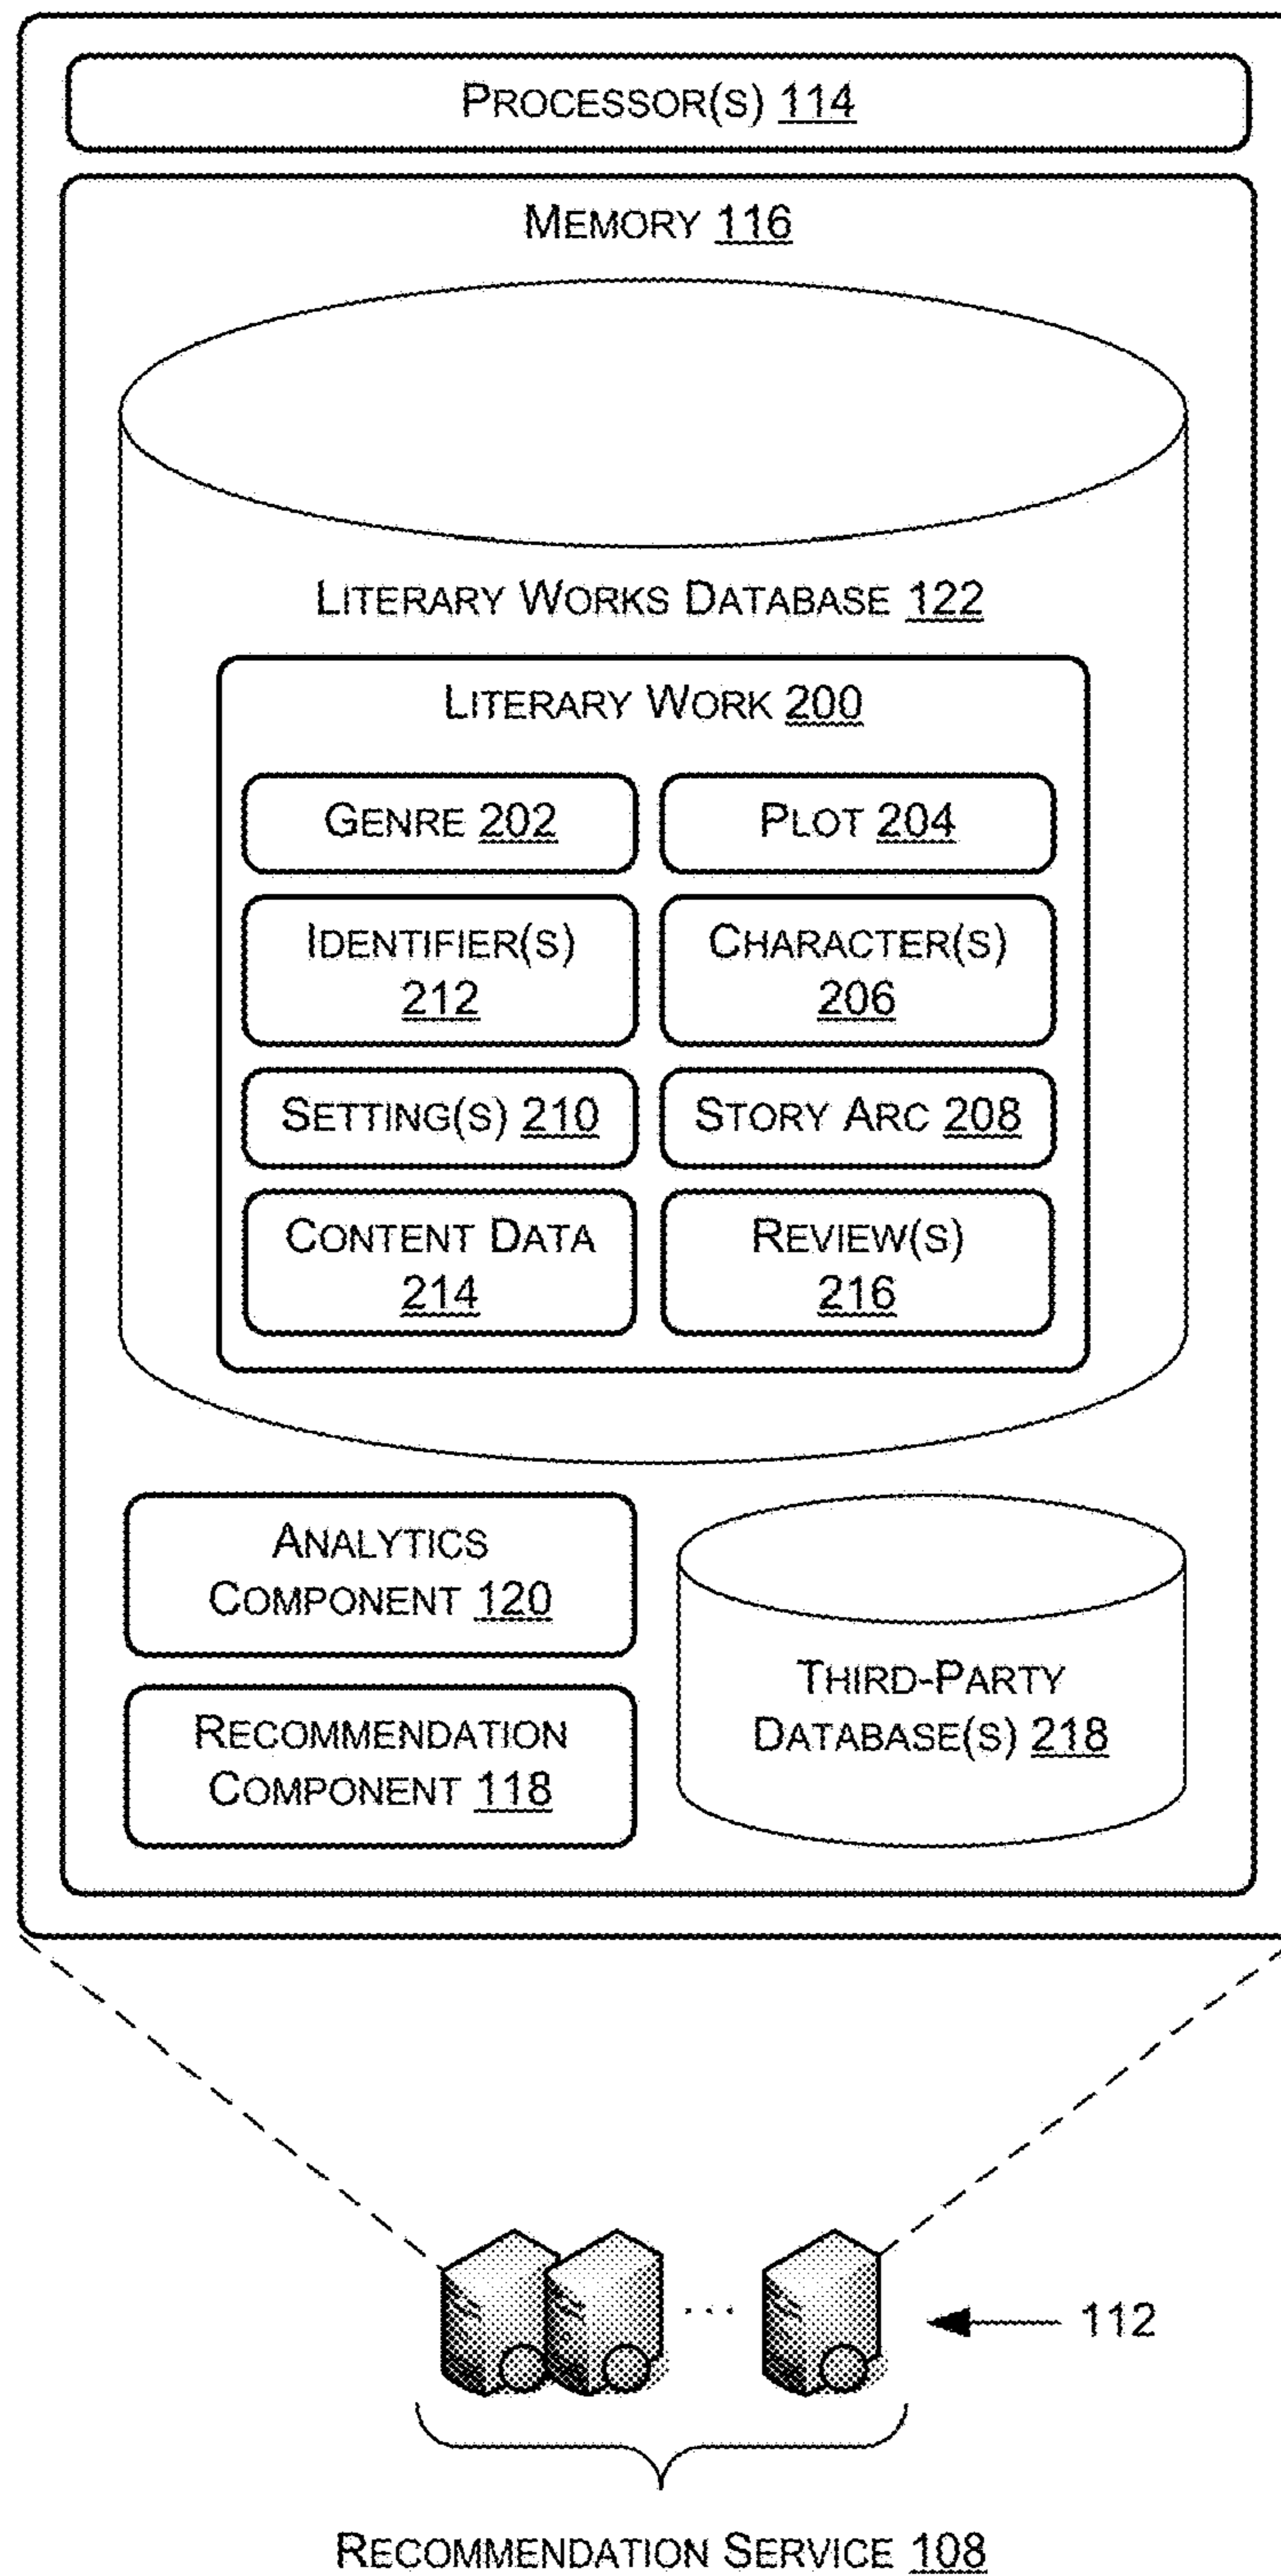 PROCESSOR(S) 114
MEMORY 116
LITERARY WORKS DATABASE 122
LITERARY WORK 200
GENRE 202
PLOT 204
IDENTIFIER(S)
212
CHARACTER(S)
206
SETTING(S) 210
STORY ARC 208
CONTENT DATA
214
REVIEW(S)
216
ANALYTICS
COMPONENT 120
RECOMMENDATION
COMPONENT 118
THIRD-PARTY
DATABASE(S) 218
...
112
RECOMMENDATION SERVICE 108